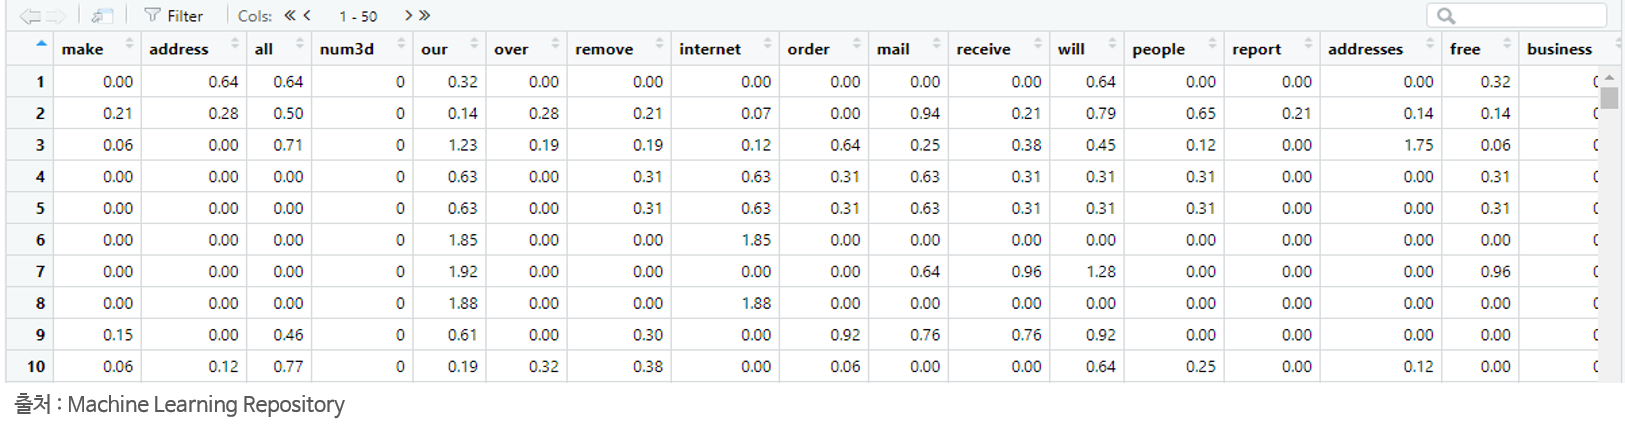 Filter Cols: « < 1 - 50 > »
make address all num3d our over remove internet order mail receive will people report addresses free business
1 0.00 0.64 0.64 0 0.32 0.00 0.00 0.00 0.00 0.00 0.00 0.64 0.00 0.00 0.00 0.32
2 0.21 0.28 0.50 0 0.14 0.28 0.21 0.07 0.00 0.94 0.21 0.79 0.65 0.21 0.14 0.14
3 0.06 0.00 0.71 0 1.23 0.19 0.19 0.12 0.64 0.25 0.38 0.45 0.12 0.00 1.75 0.06
4 0.00 0.00 0.00 0 0.63 0.00 0.31 0.63 0.31 0.63 0.31 0.31 0.31 0.00 0.00 0.31
5 0.00 0.00 0.00 0 0.63 0.00 0.31 0.63 0.31 0.63 0.31 0.31 0.31 0.00 0.00 0.31
6 0.00 0.00 0.00 0 1.85 0.00 0.00 1.85 0.00 0.00 0.00 0.00 0.00 0.00 0.00 0.00
7 0.00 0.00 0.00 0 1.92 0.00 0.00 0.00 0.00 0.64 0.96 1.28 0.00 0.00 0.00 0.96
8 0.00 0.00 0.00 0 1.88 0.00 0.00 1.88 0.00 0.00 0.00 0.00 0.00 0.00 0.00 0.00
9 0.15 0.00 0.46 0 0.61 0.00 0.30 0.00 0.92 0.76 0.76 0.92 0.00 0.00 0.00 0.00
10 0.06 0.12 0.77 0 0.19 0.32 0.38 0.00 0.06 0.00 0.00 0.64 0.25 0.00 0.12 0.00
출처 : Machine Learning Repository